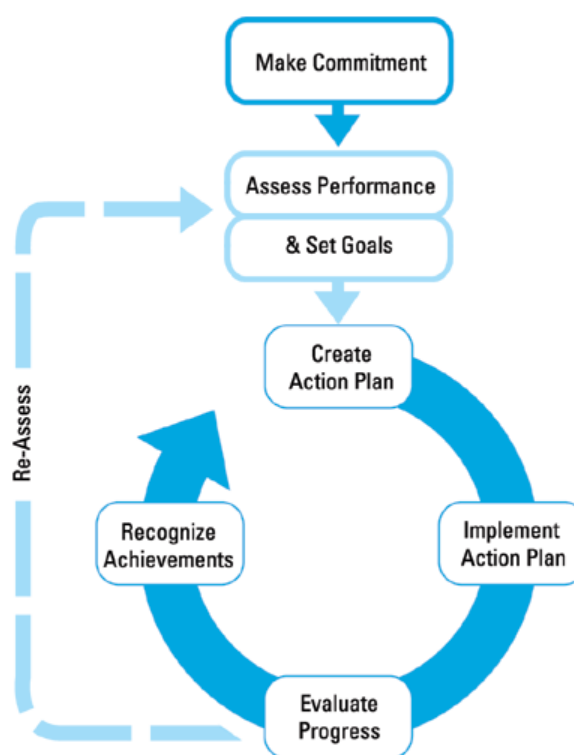 Make Commitment
Assess Performance
& Set Goals
Create
Action Plan
Re-Assess
Recognize
Achievements
Implement
Action Plan
Evaluate
Progress